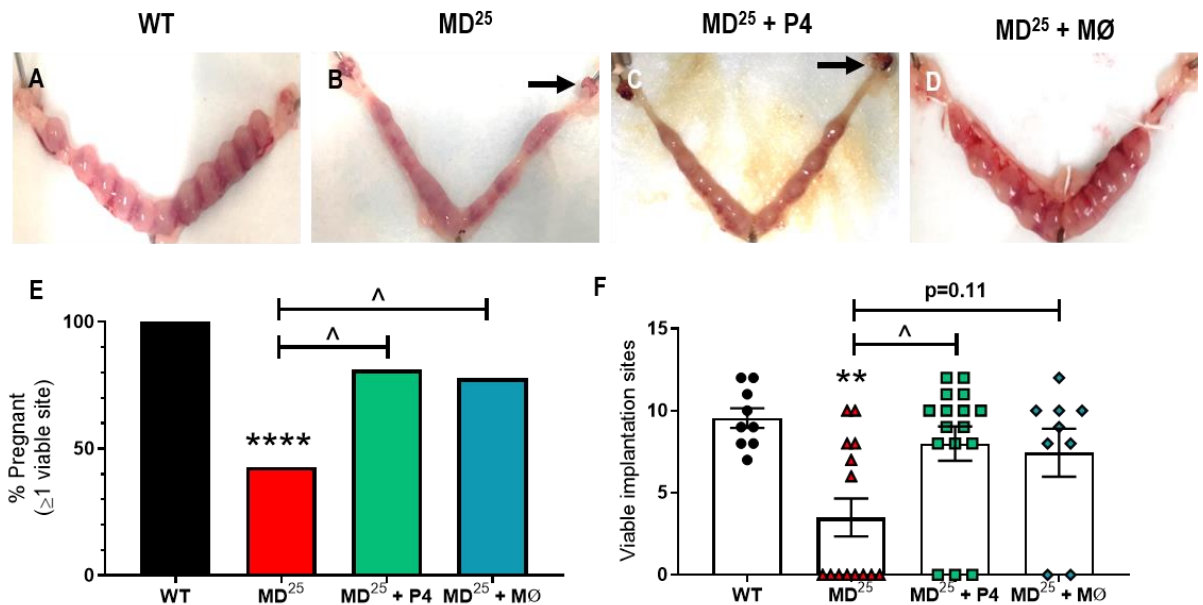 WT
MD²⁵
MD²⁵ + P4
MD²⁵ + MØ
A
B
C
D
E
^
^
% Pregnant
(≥1 viable site)
100
50
0
****
WT
MD²⁵
MD²⁵ + P4
MD²⁵ + MØ
F
p=0.11
^
**
Viable implantation sites
15
10
5
0
WT
MD²⁵
MD²⁵ + P4
MD²⁵ + MØ